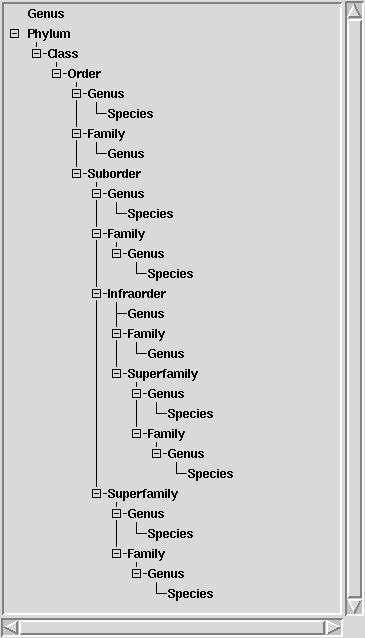 Genus
Phylum
Class
Order
Genus
Species
Family
Genus
Suborder
Genus
Species
Family
Genus
Species
Infraorder
Genus
Family
Genus
Superfamily
Genus
Species
Family
Genus
Species
Superfamily
Genus
Species
Family
Genus
Species